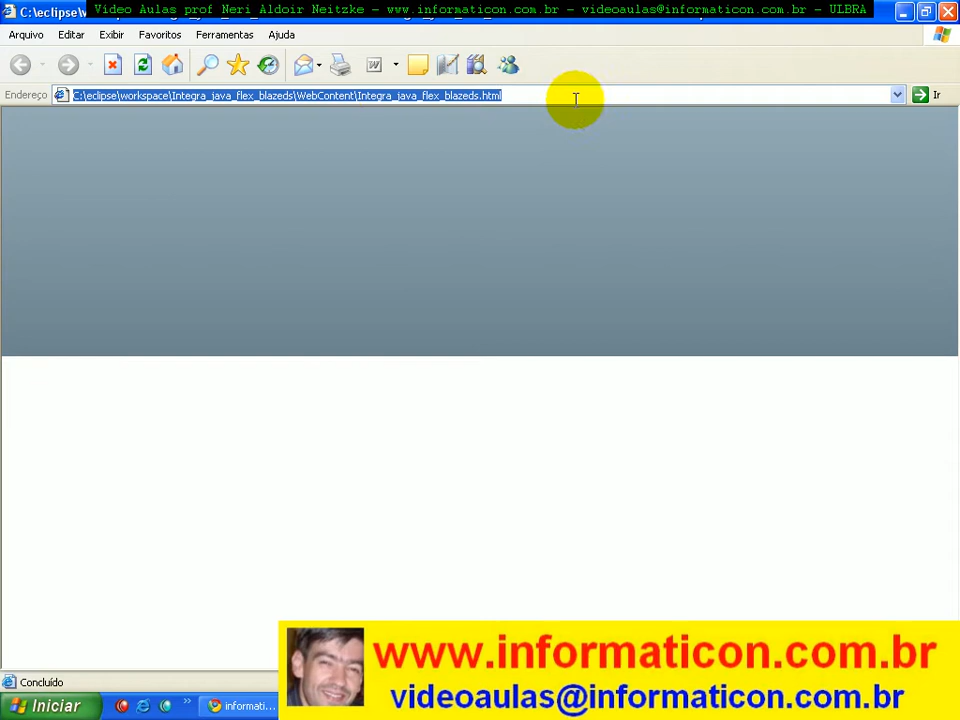 C:\eclipse\
Vídeo Aulas prof Neri Aldoir Neitzke - www.informaticon.com.br - videoaulas@informaticon.com.br - ULBRA
Arquivo Editar Exibir Favoritos Ferramentas Ajuda
Endereço C:\eclipse\workspace\Integra_java_flex_blazeds\WebContent\Integra_java_flex_blazeds.html Ir
www.informaticon.com.br
videoaulas@informaticon.com.br
Concluído
Iniciar informati...